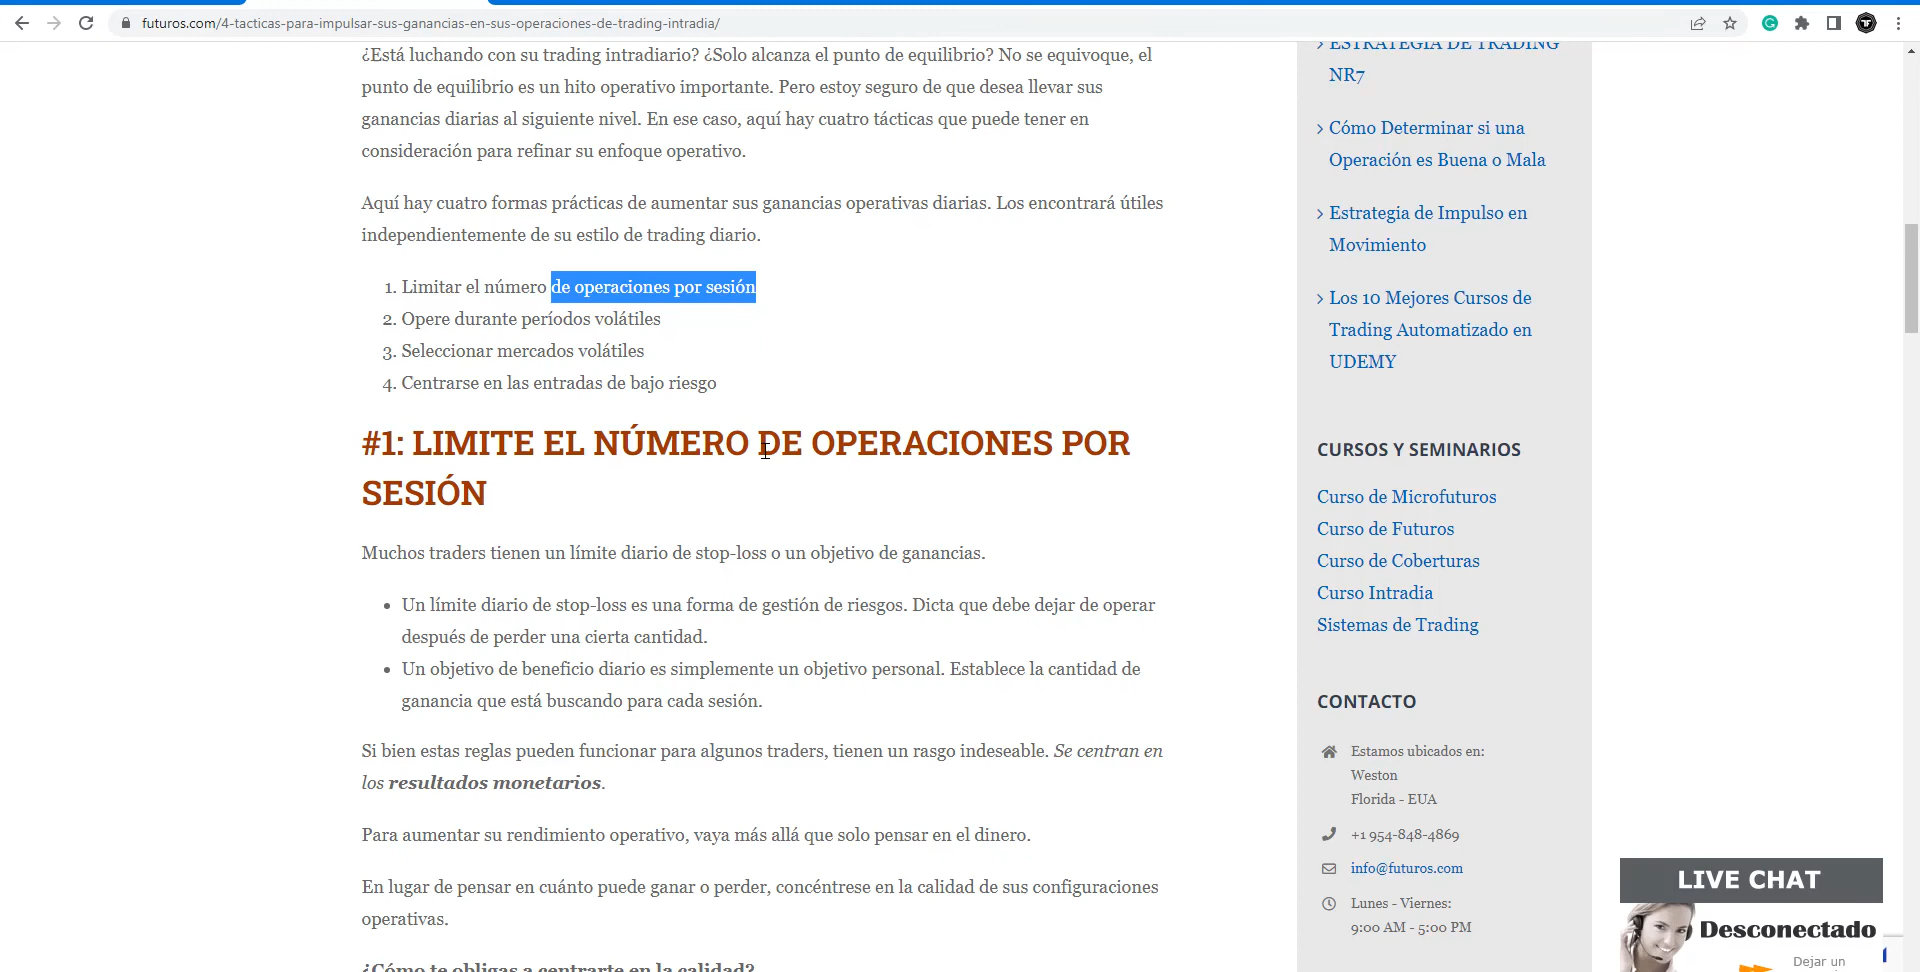 futuros.com/4-tacticas-para-impulsar-sus-ganancias-en-sus-operaciones-de-trading-intradia/
¿Está luchando con su trading intradiario? ¿Solo alcanza el punto de equilibrio? No se equivoque, el
punto de equilibrio es un hito operativo importante. Pero estoy seguro de que desea llevar sus
ganancias diarias al siguiente nivel. En ese caso, aquí hay cuatro tácticas que puede tener en
consideración para refinar su enfoque operativo.
Aquí hay cuatro formas prácticas de aumentar sus ganancias operativas diarias. Los encontrará útiles
independientemente de su estilo de trading diario.
1. Limitar el número de operaciones por sesión
2. Opere durante períodos volátiles
3. Seleccionar mercados volátiles
4. Centrarse en las entradas de bajo riesgo
#1: LIMITE EL NÚMERO DE OPERACIONES POR
SESIÓN
Muchos traders tienen un límite diario de stop-loss o un objetivo de ganancias.
• Un límite diario de stop-loss es una forma de gestión de riesgos. Dicta que debe dejar de operar
después de perder una cierta cantidad.
• Un objetivo de beneficio diario es simplemente un objetivo personal. Establece la cantidad de
ganancia que está buscando para cada sesión.
Si bien estas reglas pueden funcionar para algunos traders, tienen un rasgo indeseable. Se centran en
los resultados monetarios.
Para aumentar su rendimiento operativo, vaya más allá que solo pensar en el dinero.
En lugar de pensar en cuánto puede ganar o perder, concéntrese en la calidad de sus configuraciones
operativas.
¿Cómo te obligas a centrarte en la calidad?
ESTRATEGIA DE TRADING
NR7
Cómo Determinar si una
Operación es Buena o Mala
Estrategia de Impulso en
Movimiento
Los 10 Mejores Cursos de
Trading Automatizado en
UDEMY
CURSOS Y SEMINARIOS
Curso de Microfuturos
Curso de Futuros
Curso de Coberturas
Curso Intradia
Sistemas de Trading
CONTACTO
Estamos ubicados en:
Weston
Florida - EUA
+1 954-848-4869
info@futuros.com
Lunes - Viernes:
9:00 AM - 5:00 PM
LIVE CHAT
Desconectado
Dejar un